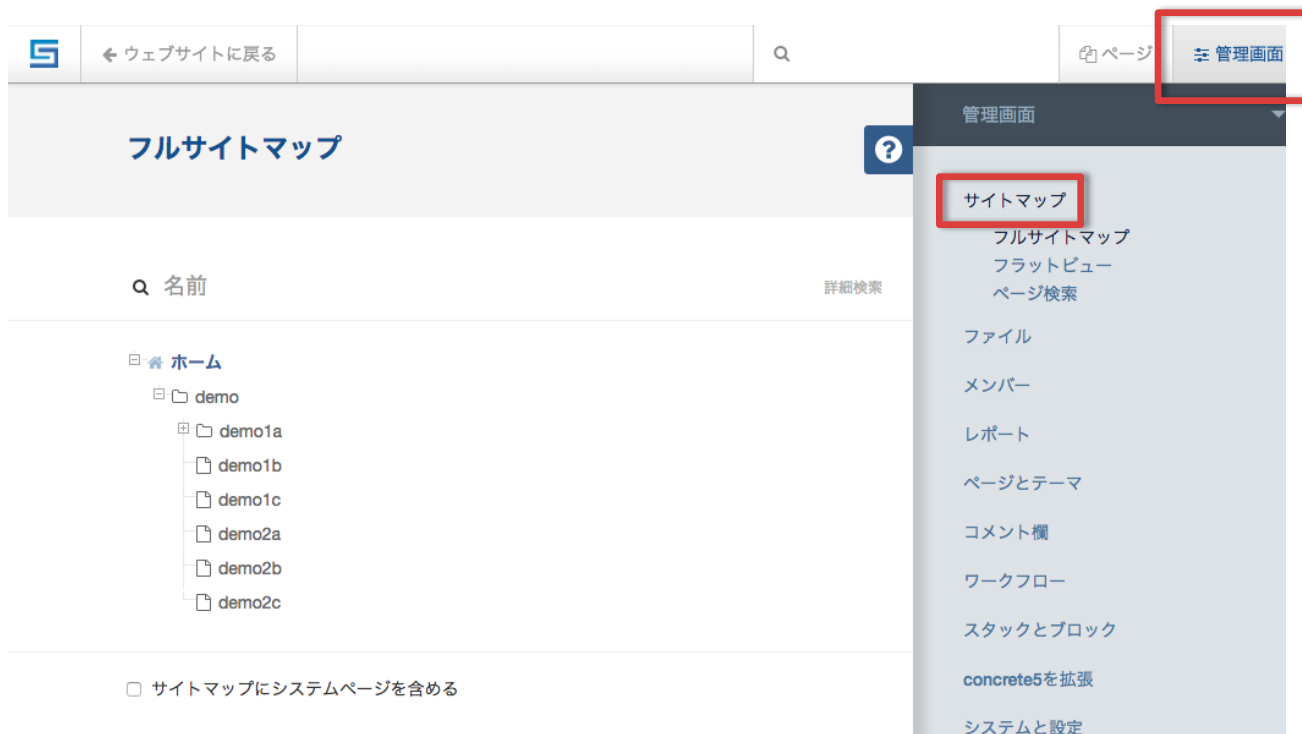 ウェブサイトに戻る
ページ
管理画面
管理画面
フルサイトマップ
サイトマップ
フルサイトマップ
フラットビュー
ページ検索
名前
詳細検索
ファイル
ホーム
demo
メンバー
demo1a
レポート
demo1b
ページとテーマ
demo1c
コメント欄
demo2a
demo2b
ワークフロー
demo2c
スタックとブロック
concrete5を拡張
サイトマップにシステムページを含める
システムと設定